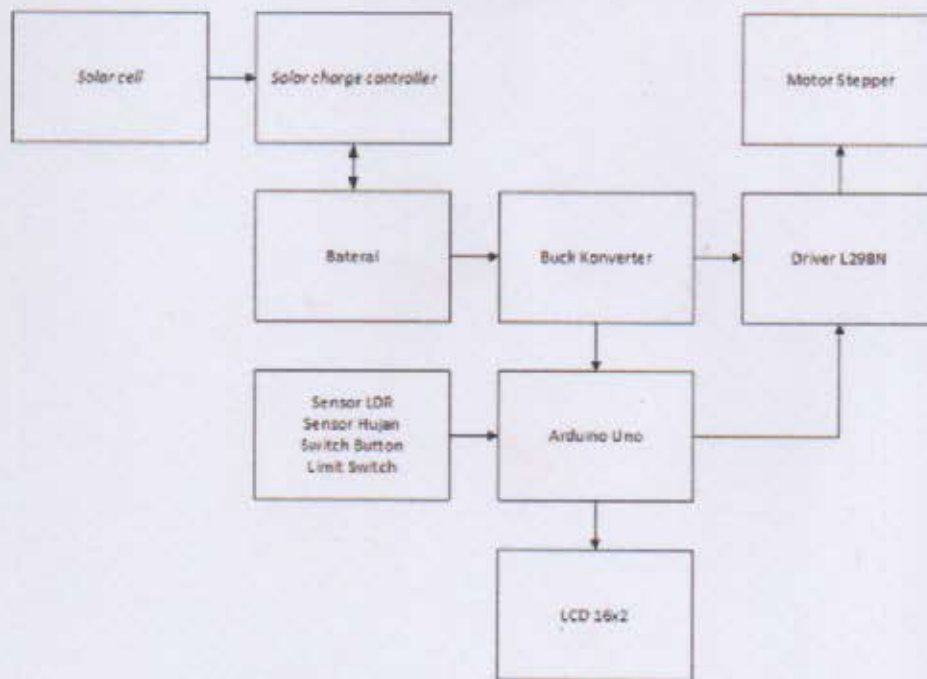 Solar cell
Solar charge controller
Motor Stepper
Baterai
Buck Konverter
Driver L298N
Sensor LDR
Sensor Hujan
Switch Button
Limit Switch
Arduino Uno
LCD 16x2